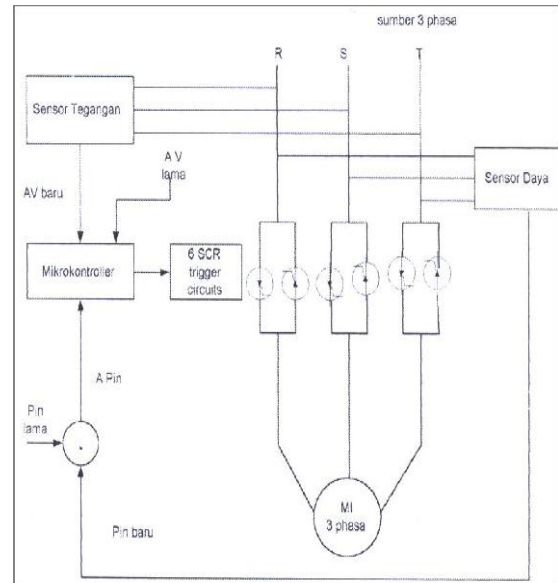 sumber 3 phasa
R S T
Sensor Tegangan
A V
lama
Sensor Daya
AV baru
Mikrokontroller
6 SCR
trigger
circuits
A Pin
Pin
lama
MI
3 phasa
Pin baru